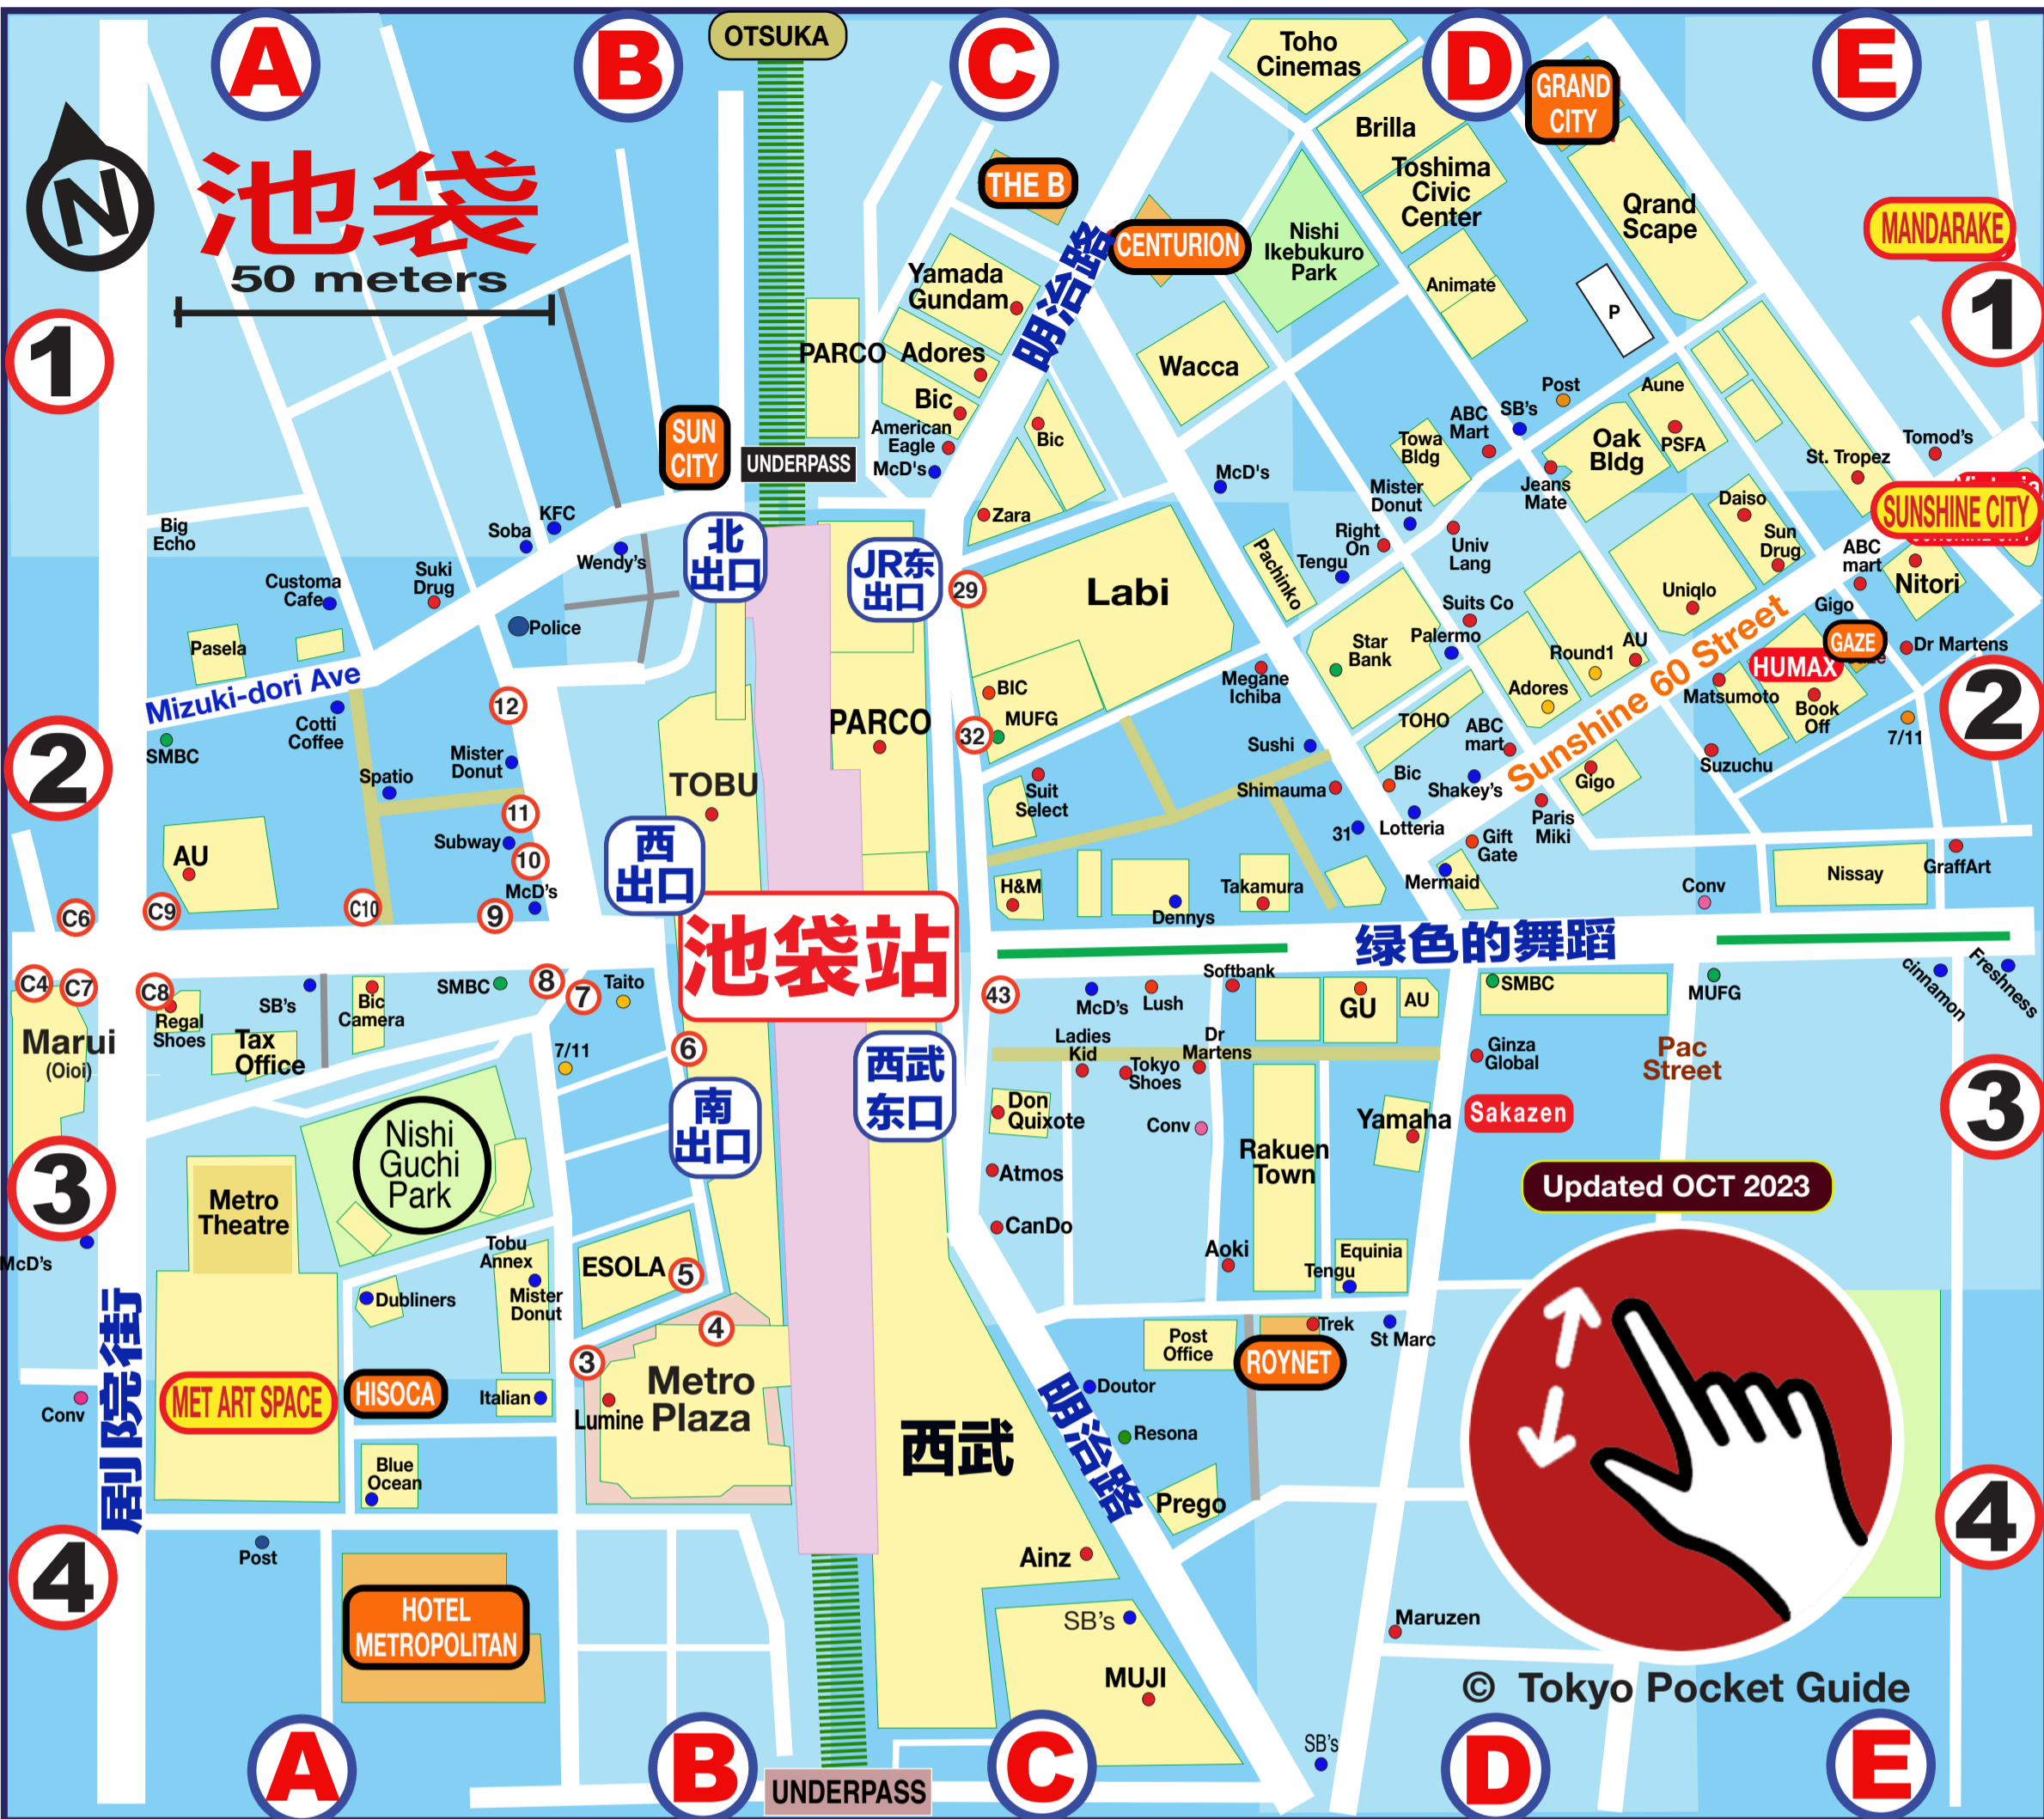 A
B
OTSUKA
C
D
E
Toho
Cinemas
GRAND
CITY
Brilla
N
池袋
50 meters
THE B
Toshima
Civic
Center
Qrand
Scape
MANDARAKE
CENTURION
Nishi
Ikebukuro
Park
明治路
Yamada
Gundam
Animate
P
1
1
PARCO
Adores
Wacca
Bic
American
Eagle
McD's
Bic
Post
Aune
SUN
CITY
UNDERPASS
ABC
Mart
SB's
Towa
Bldg
Oak
Bldg
PSFA
St. Tropez
Tomod's
McD's
Jeans
Mate
Mister
Donut
Daiso
SUNSHINE CITY
Big
Echo
Soba
KFC
Wendy's
北
出口
JR东
出口
Zara
Pachinko
Right
On
Tengu
Univ
Lang
Sun
Drug
ABC
mart
Nitori
Customa
Cafe
Suki
Drug
29
Labi
Uniqlo
Gigo
Police
Pasela
Suits Co
Palermo
Star
Bank
Round1
AU
GAZE
Dr Martens
HUMAX
Mizuki-dori Ave
12
BIC
MUFG
Megane
Ichiba
Adores
Matsumoto
Book
Off
Sunshine 60 Street
2
2
SMBC
Cotti
Coffee
Mister
Donut
PARCO
32
TOHO
ABC
mart
7/11
Sushi
Suzuchu
Spatio
TOBU
Suit
Select
Shimauma
Bic
Shakey's
Gigo
11
Subway
10
西
出口
31
Lotteria
Paris
Miki
AU
Gift
Gate
GraffArt
McD's
H&M
Takamura
Mermaid
Nissay
Conv
C6
C9
C10
9
Dennys
池袋站
绿色的舞蹈
C4
C7
C8
SB's
Bic
Camera
SMBC
8
7
Taito
43
McD's
Lush
Softbank
GU
AU
SMBC
MUFG
cinnamon
Freshness
Marui
(Oioi)
Regal
Shoes
Tax
Office
7/11
6
西武
东口
Ladies
Kid
Tokyo
Shoes
Dr
Martens
Ginza
Global
Pac
Street
南
出口
Don
Quixote
Conv
Yamaha
Sakazen
3
3
Nishi
Guchi
Park
Rakuen
Town
Atmos
Updated OCT 2023
Metro
Theatre
CanDo
McD's
Tobu
Annex
ESOLA
5
Aoki
Equinia
Tengu
Dubliners
Mister
Donut
4
Post
Office
Trek
St Marc
3
ROYNET
居刂院街
MET ART SPACE
HISOCA
Italian
Lumine
Metro
Plaza
Doutor
明治路
Conv
西武
Resona
Blue
Ocean
Prego
4
4
Post
Ainz
HOTEL
METROPOLITAN
SB's
Maruzen
MUJI
© Tokyo Pocket Guide
SB's
A
B
UNDERPASS
C
D
E